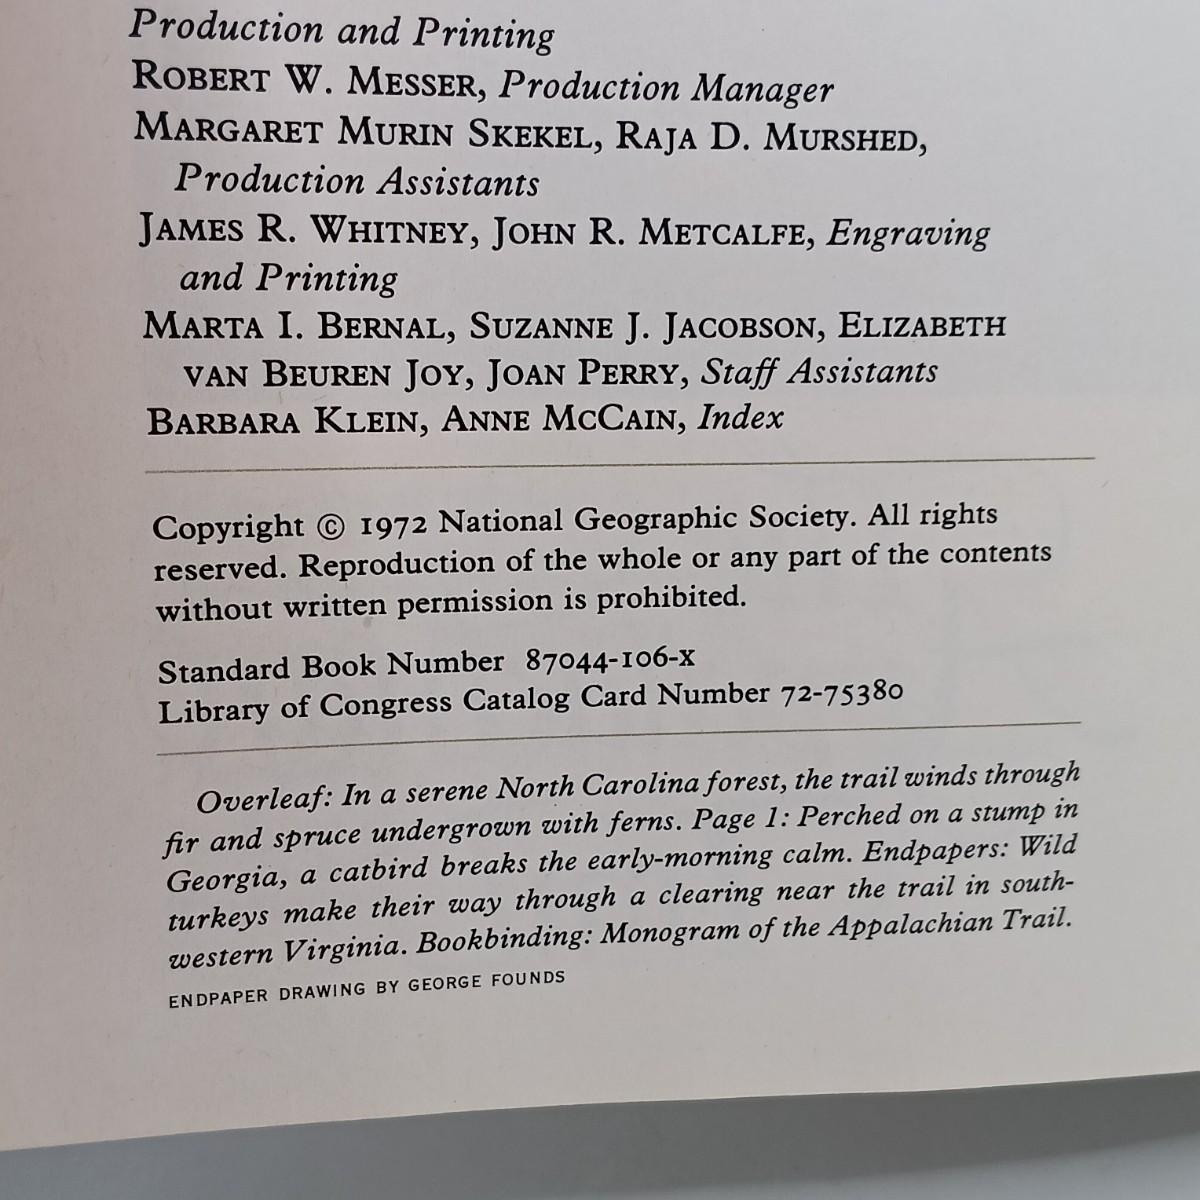 Production and Printing
ROBERT W. MESSER, Production Manager
MARGARET MURIN SKEKEL, RAJA D. MURSHED,
Production Assistants
JAMES R. WHITNEY, JOHN R. METCALFE, Engraving
and Printing
MARTA I. BERNAL, SUZANNE J. JACOBSON, ELIZABETH
VAN BEUREN JOY, JOAN PERRY, Staff Assistants
BARBARA KLEIN, ANNE MCCAIN, Index
Copyright © 1972 National Geographic Society. All rights
reserved. Reproduction of the whole or any part of the contents
without written permission is prohibited.
Standard Book Number 87044-106-X
Library of Congress Catalog Card Number 72-75380
Overleaf: In a serene North Carolina forest, the trail winds through
fir and spruce undergrown with ferns. Page 1: Perched on a stump in
Georgia, a catbird breaks the early-morning calm. Endpapers: Wild
turkeys make their way through a clearing near the trail in south-
western Virginia. Bookbinding: Monogram of the Appalachian Trail.
ENDPAPER DRAWING BY GEORGE FOUNDS